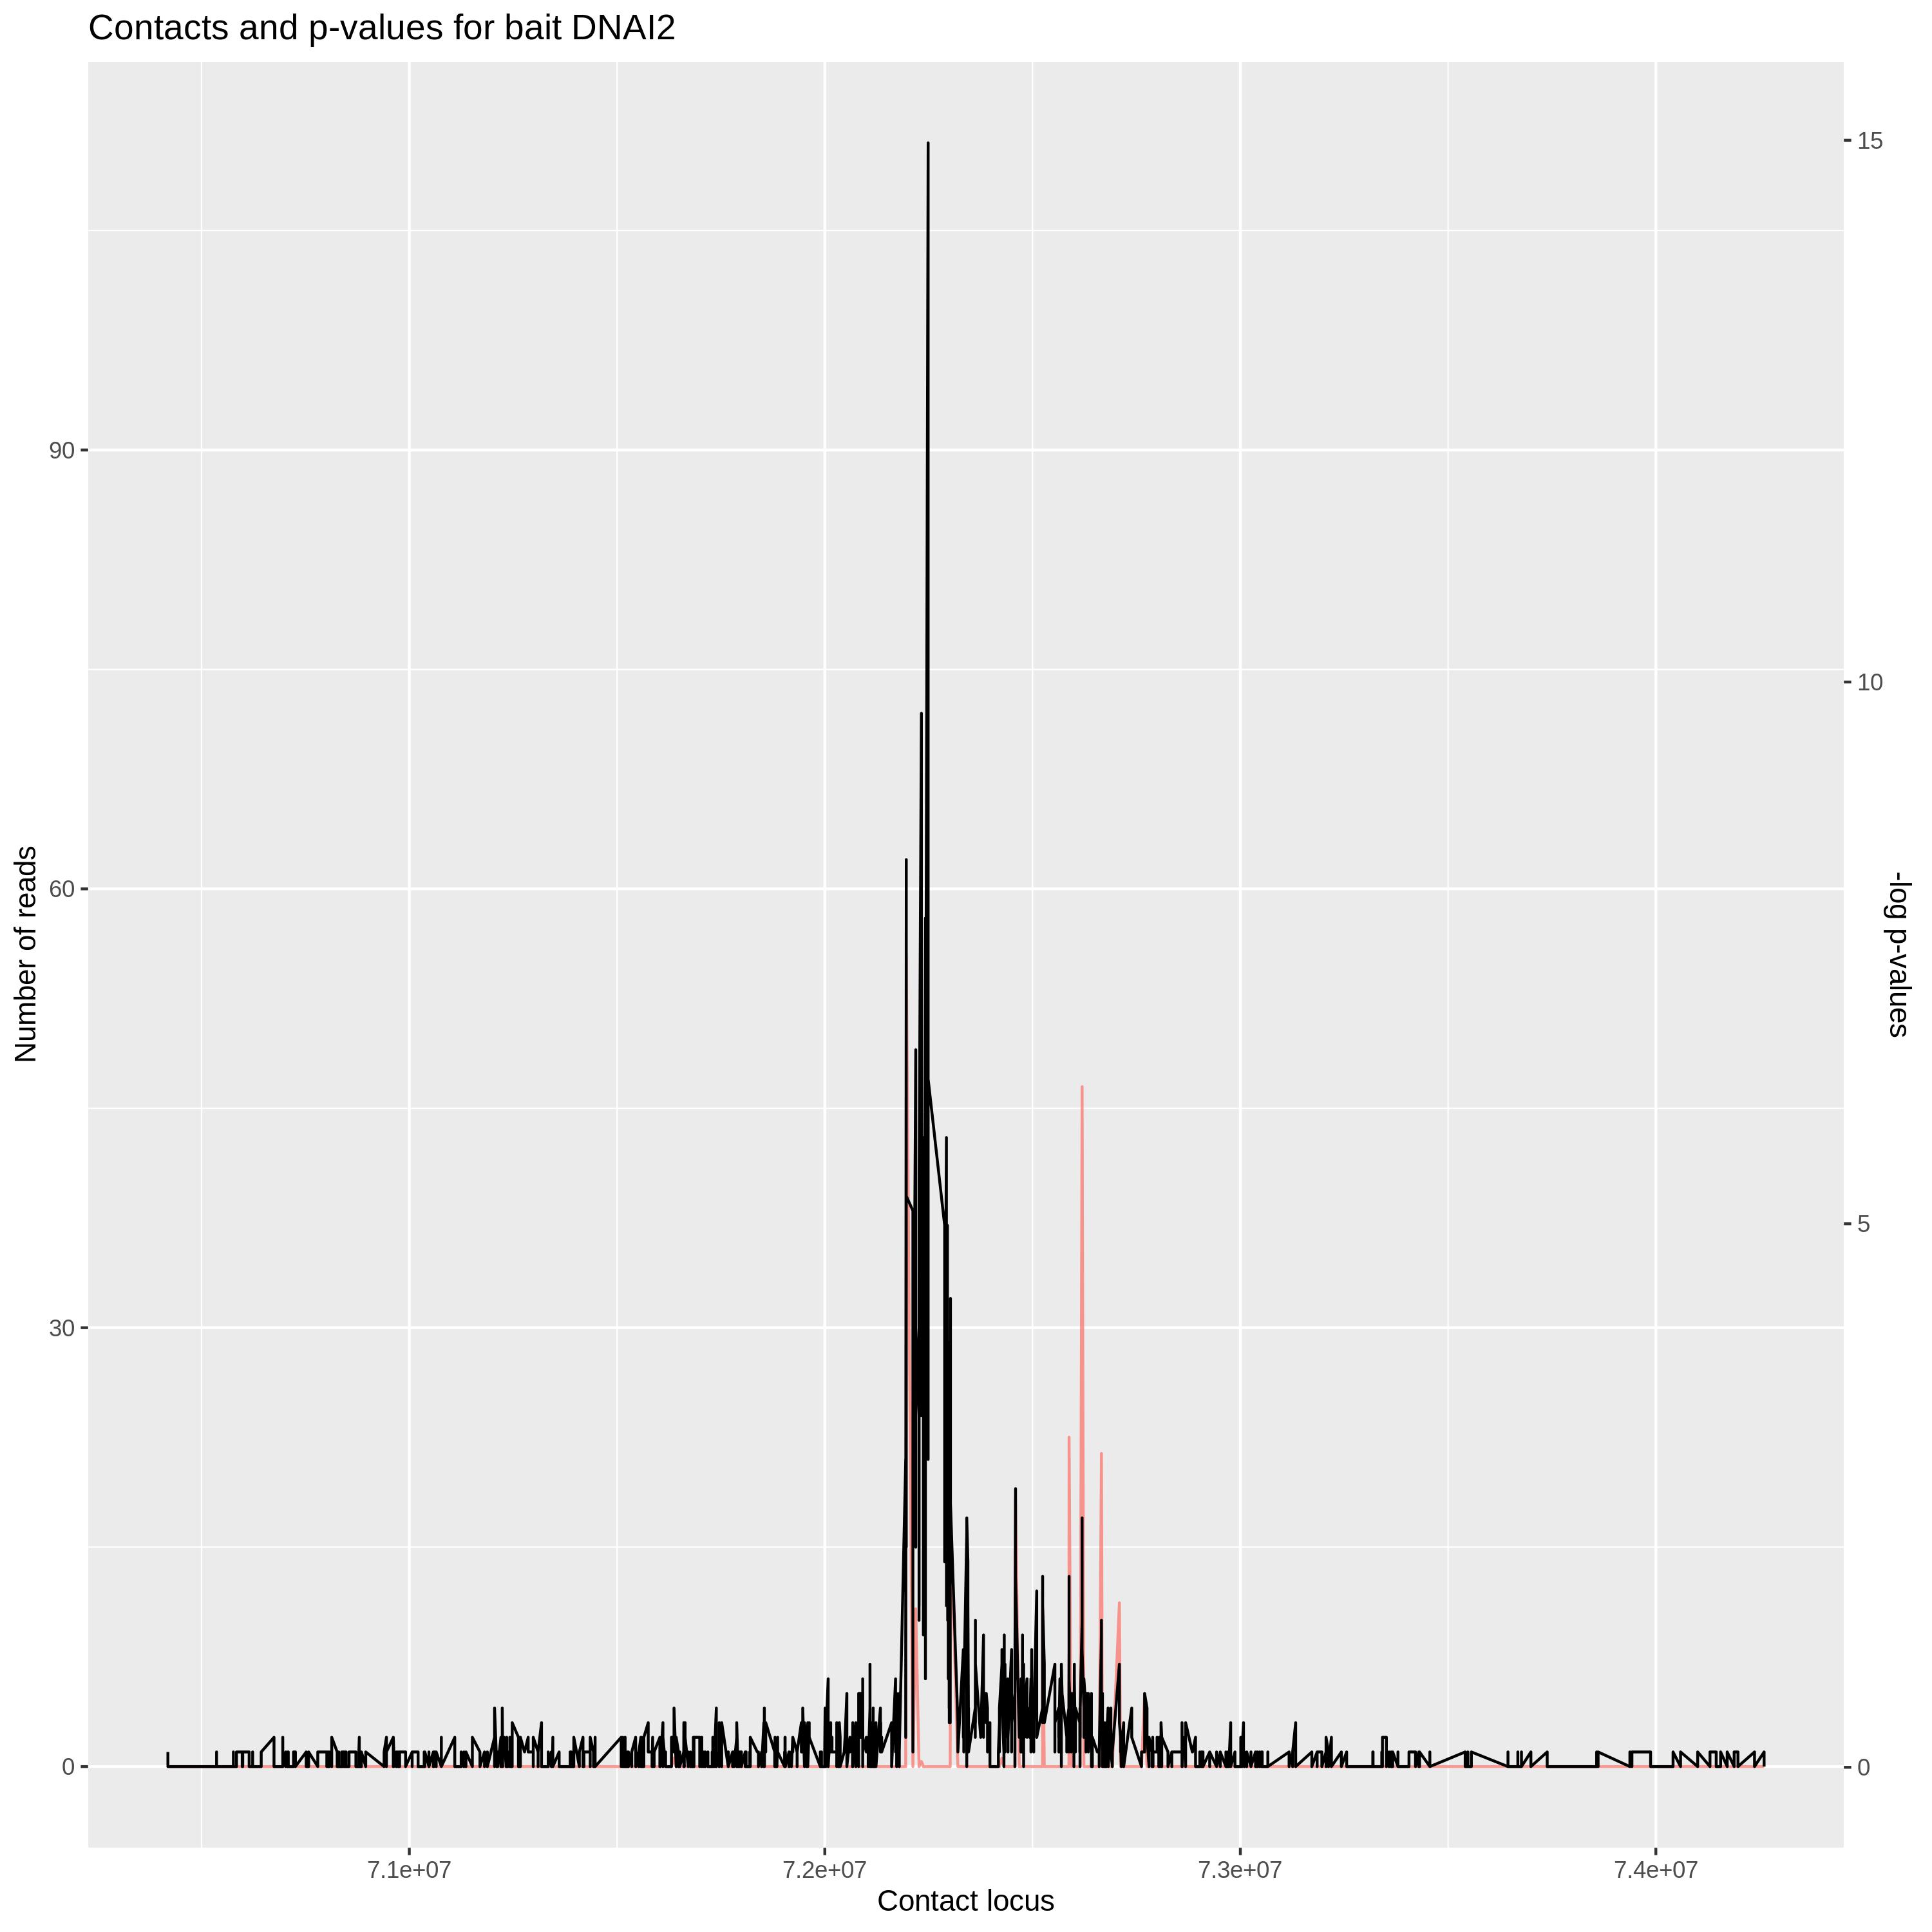 Contacts and p-values for bait DNAI2
15
90
10
60
5
30
0
0
Number of reads
-log p-values
7.1e+07
7.2e+07
7.3e+07
7.4e+07
Contact locus